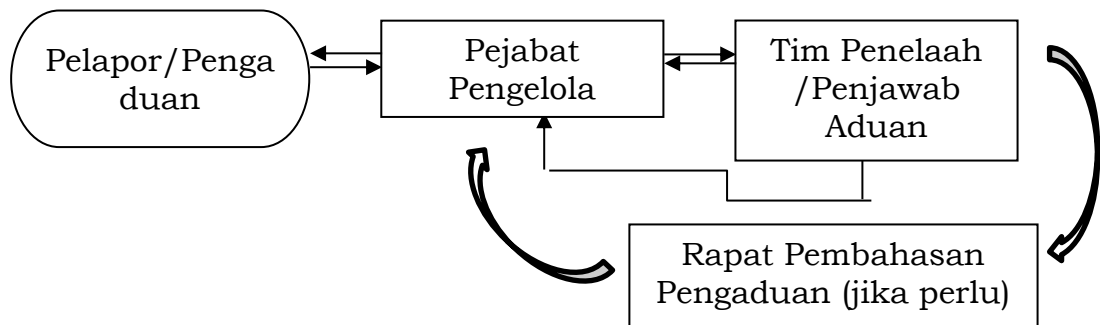 Pelapor/Penga
duan
Pejabat
Pengelola
Tim Penelaah
/Penjawab
Aduan
Rapat Pembahasan
Pengaduan (jika perlu)